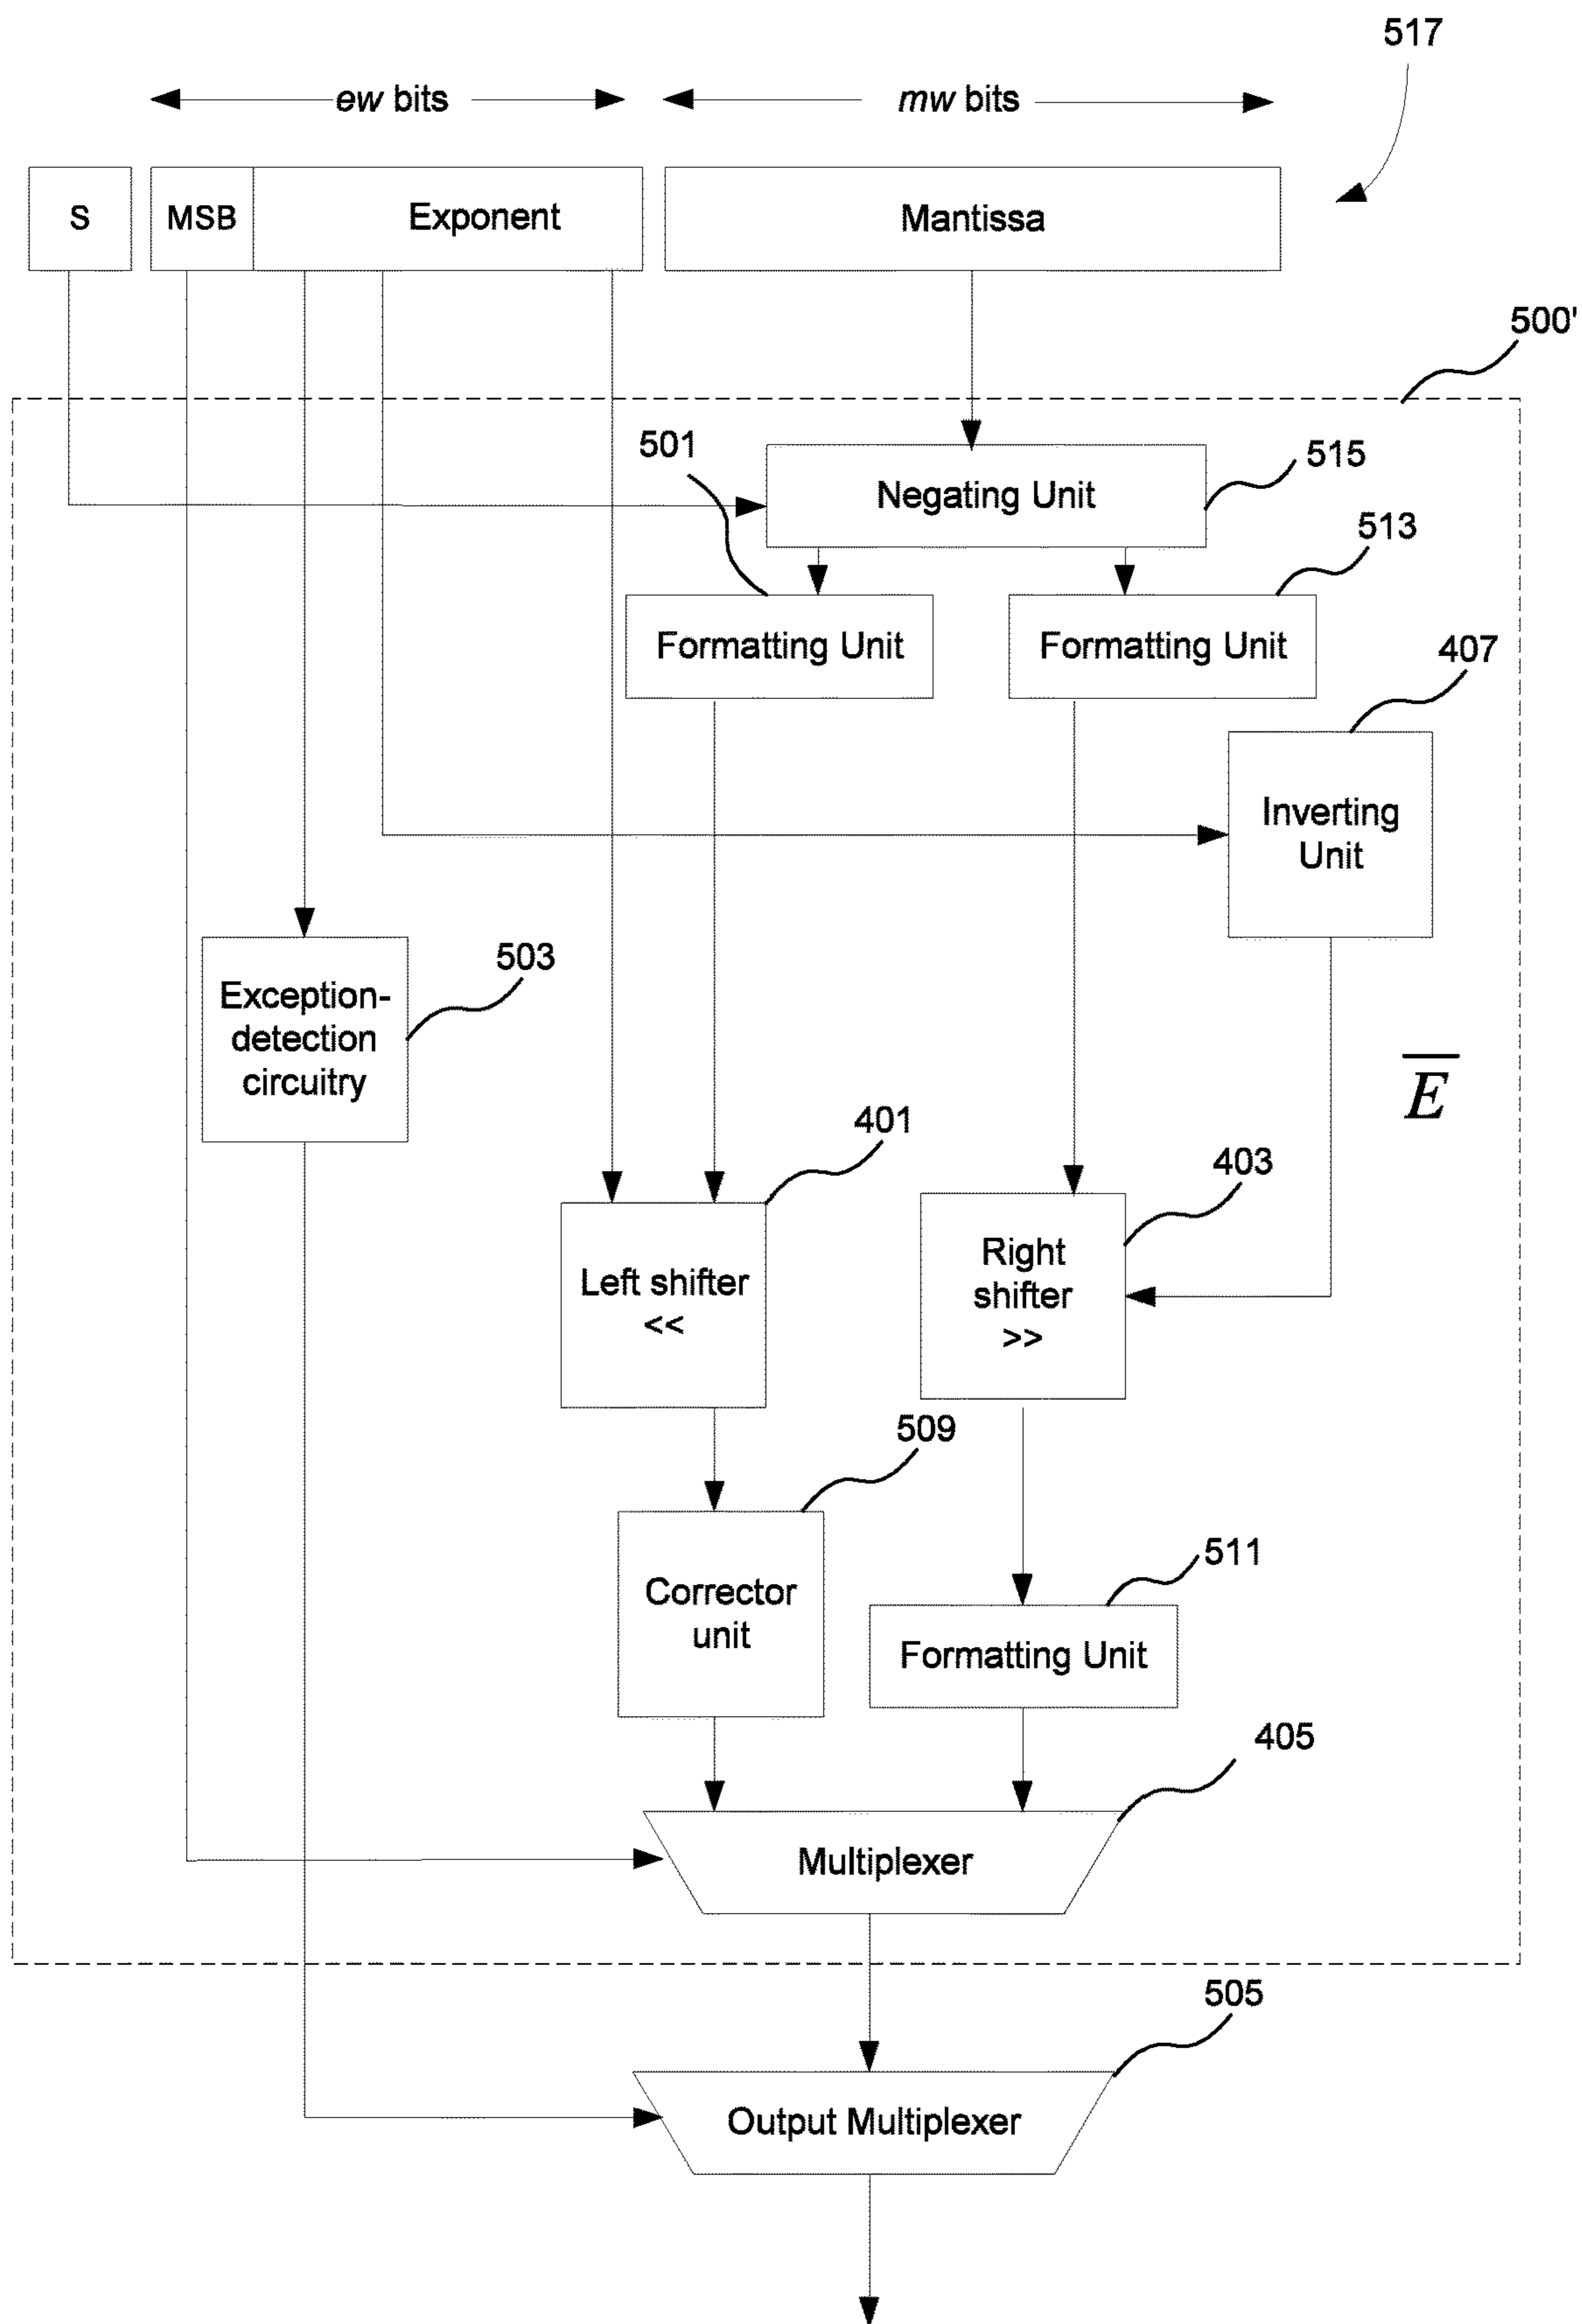 517
ew bits
mw bits
S
MSB
Exponent
Mantissa
500'
501
Negating Unit
515
513
Formatting Unit
Formatting Unit
407
Inverting
Unit
503
Exception-
detection
circuitry
E̅
401
403
Left shifter
<<
Right
shifter
>>
509
511
Corrector
unit
Formatting Unit
405
Multiplexer
505
Output Multiplexer